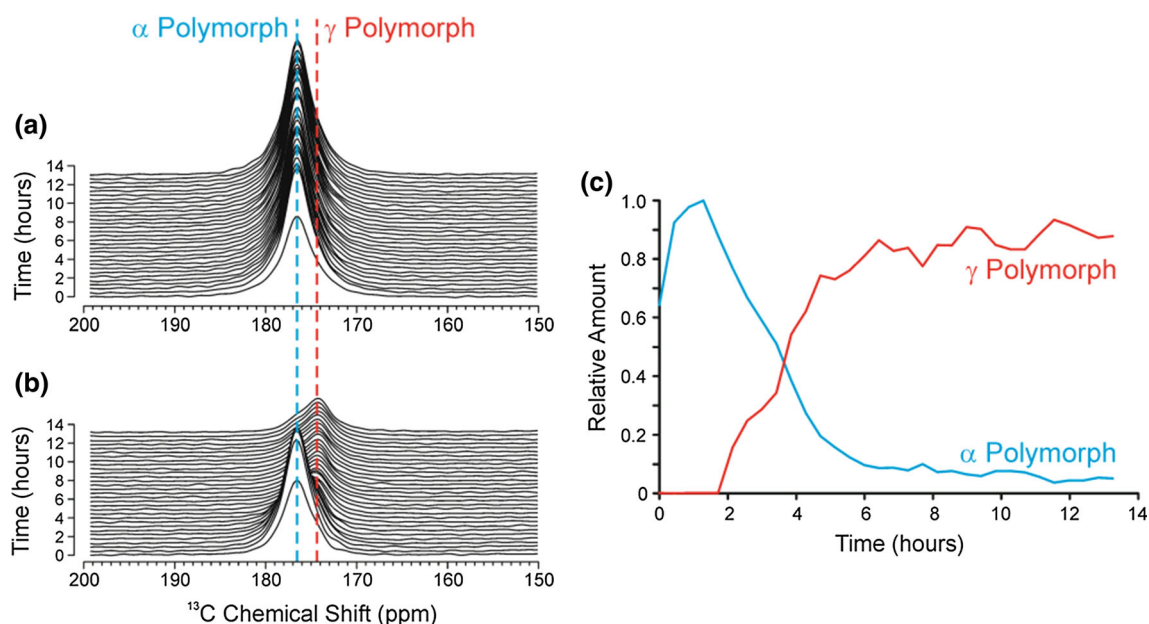 α Polymorph γ Polymorph
(a)
14
12
10
8
6
4
2
0
Time (hours)
200 190 180 170 160 150
(b)
14
12
10
8
6
4
2
0
Time (hours)
200 190 180 170 160 150
¹³C Chemical Shift (ppm)
(c)
1.0
0.8
0.6
0.4
0.2
0
Relative Amount
γ Polymorph
α Polymorph
0 2 4 6 8 10 12 14
Time (hours)